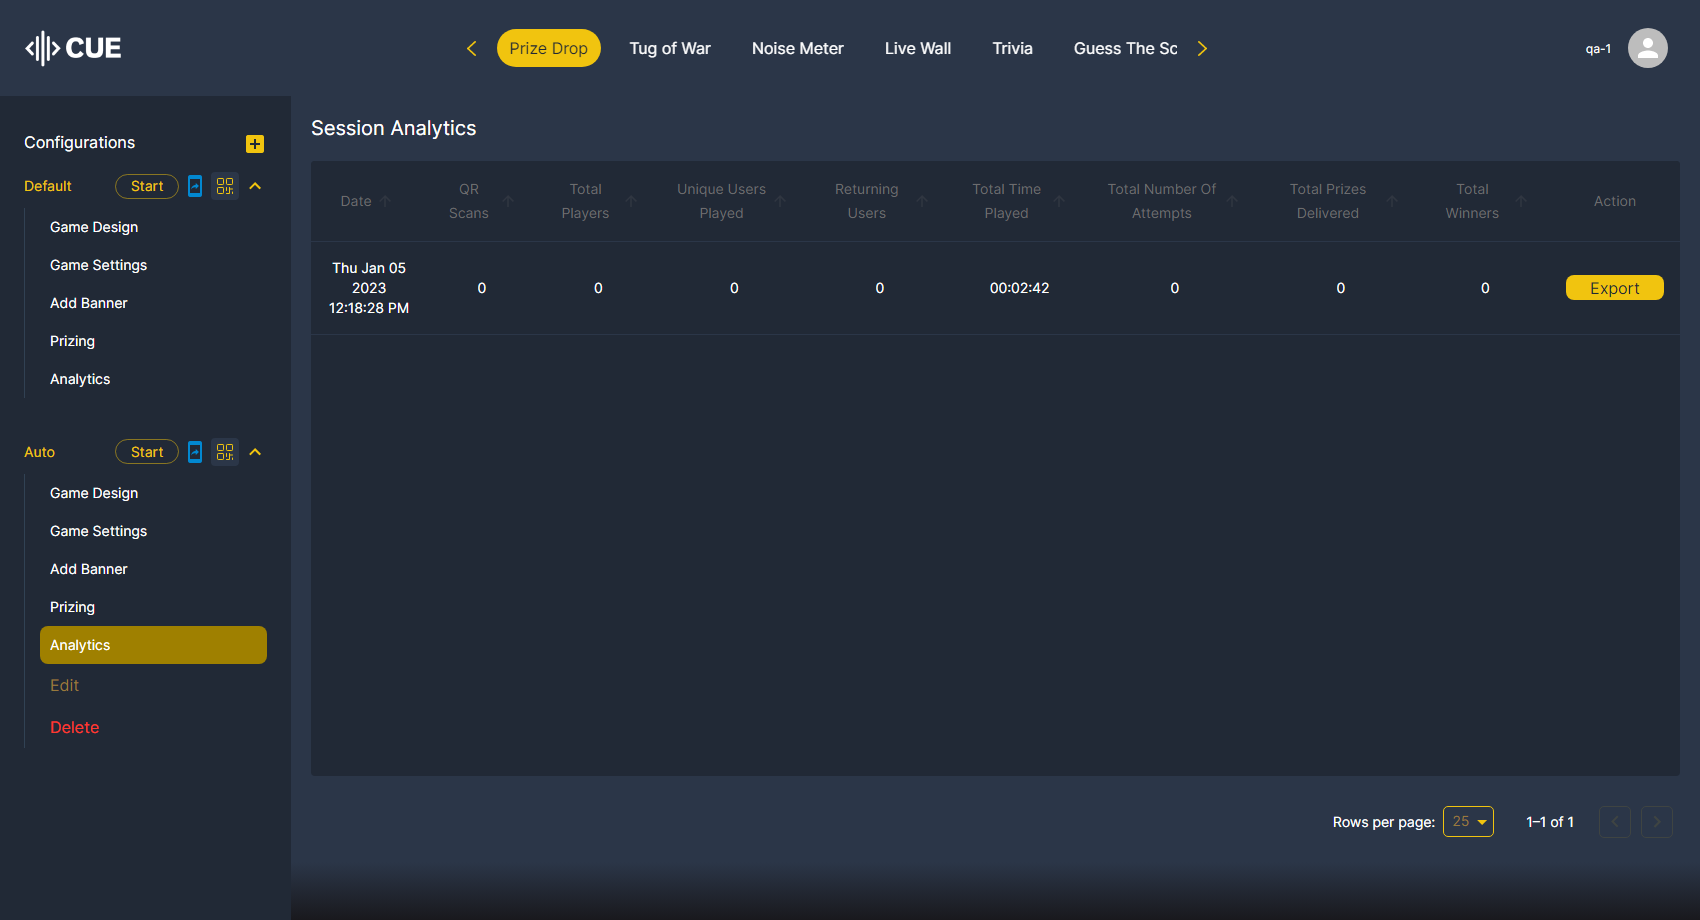 CUE
Prize Drop
Tug of War
Noise Meter
Live Wall
Trivia
Guess The Sc
qa-1
Configurations
Default
Start
Game Design
Game Settings
Add Banner
Prizing
Analytics
Auto
Start
Game Design
Game Settings
Add Banner
Prizing
Analytics
Edit
Delete
Session Analytics
Date
QR
Scans
Total
Players
Unique Users
Played
Returning
Users
Total Time
Played
Total Number Of
Attempts
Total Prizes
Delivered
Total
Winners
Action
Thu Jan 05
2023
12:18:28 PM
0
0
0
0
00:02:42
0
0
0
Export
Rows per page:
25
1–1 of 1